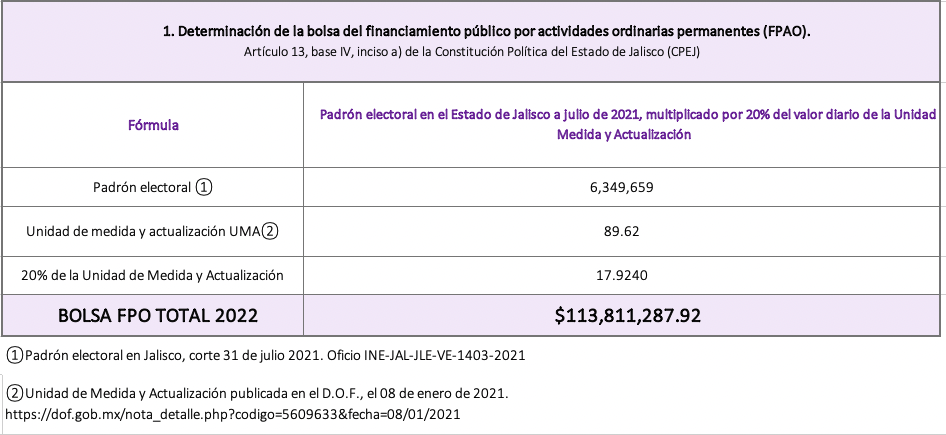 1. Determinación de la bolsa del financiamiento público por actividades ordinarias permanentes (FPAO).
Artículo 13, base IV, inciso a) de la Constitución Política del Estado de Jalisco (CPEJ)
Fórmula
Padrón electoral en el Estado de Jalisco a julio de 2021, multiplicado por 20% del valor diario de la Unidad
Medida y Actualización
Padrón electoral ①
6,349,659
Unidad de medida y actualización UMA②
89.62
20% de la Unidad de Medida y Actualización
17.9240
BOLSA FPO TOTAL 2022
$113,811,287.92
①Padrón electoral en Jalisco, corte 31 de julio 2021. Oficio INE-JAL-JLE-VE-1403-2021
②Unidad de Medida y Actualización publicada en el D.O.F., el 08 de enero de 2021.
https://dof.gob.mx/nota_detalle.php?codigo=5609633&fecha=08/01/2021